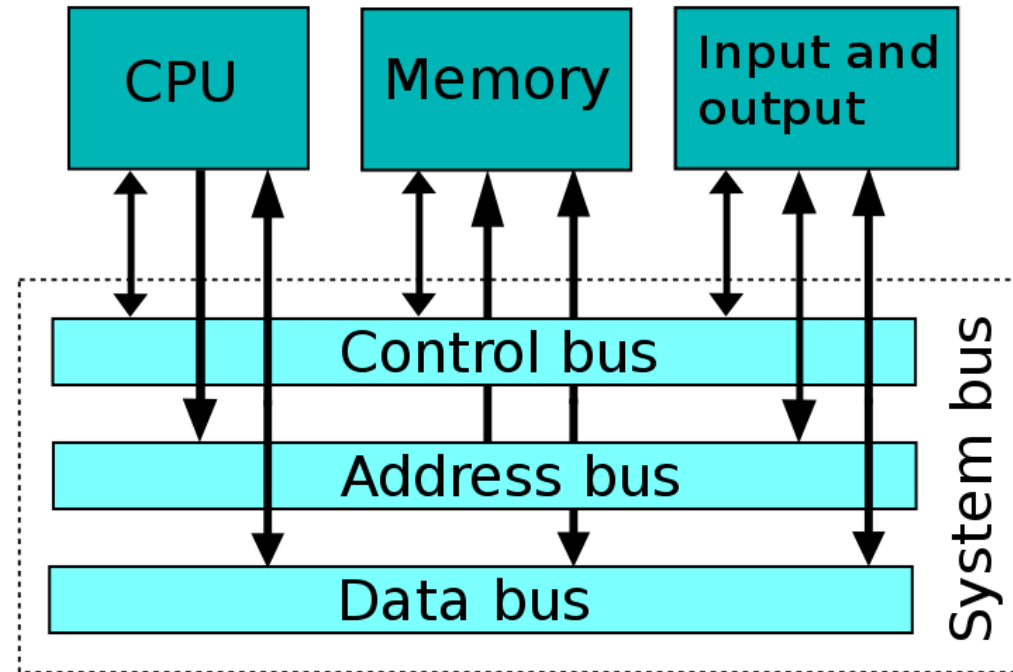 CPU
Memory
Input and
output
Control bus
Address bus
Data bus
System bus